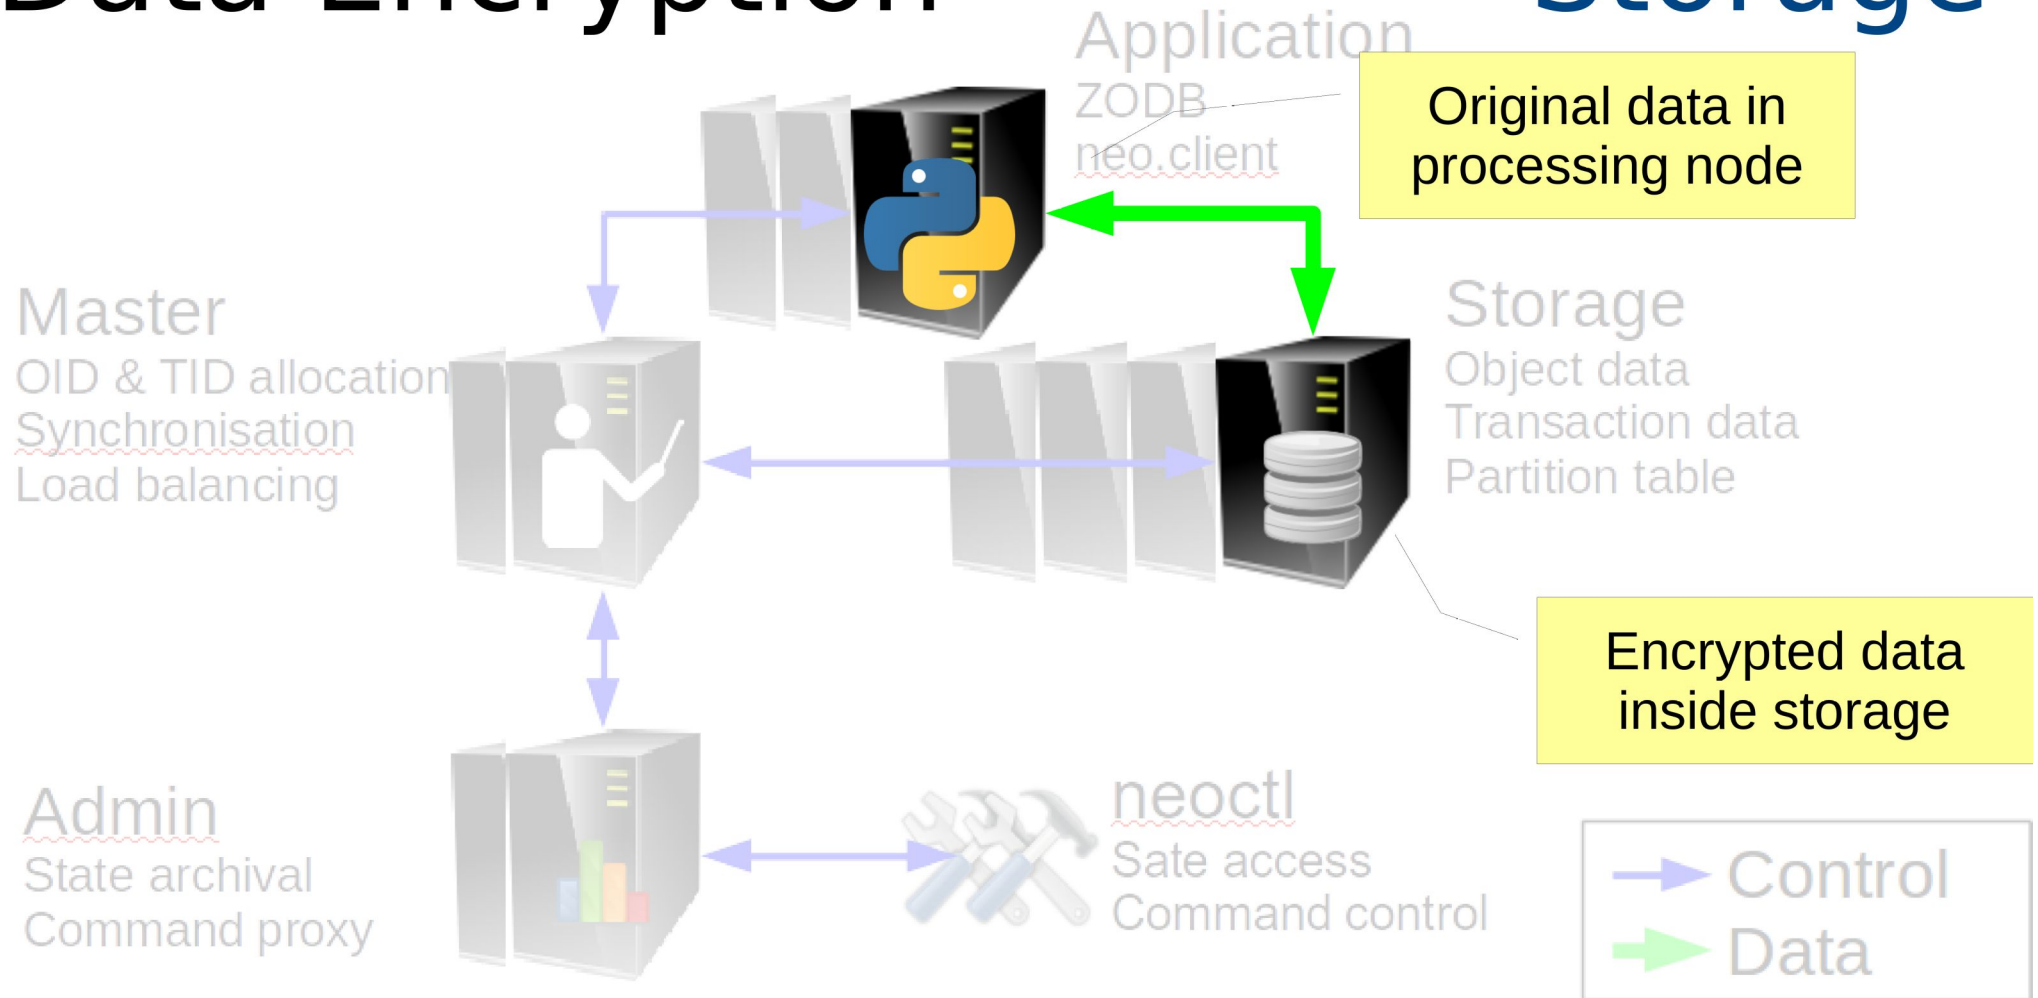 Data Encryption
Storage
Application
ZODB
neo.client
Original data in
processing node
Master
OID & TID allocation
Synchronisation
Load balancing
Storage
Object data
Transaction data
Partition table
Encrypted data
inside storage
Admin
State archival
Command proxy
neoctl
Sate access
Command control
Control
Data